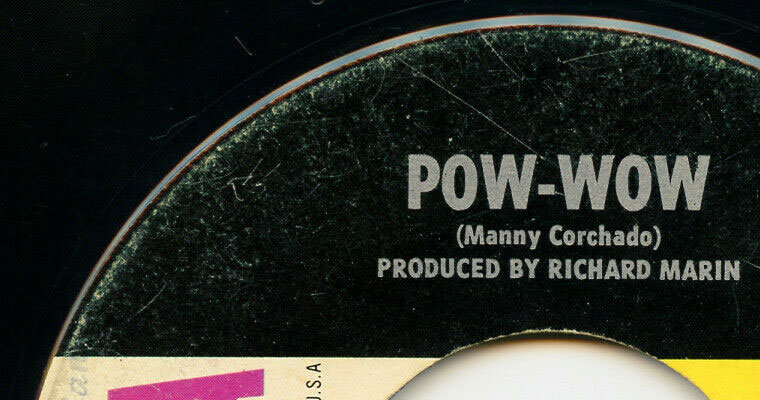 POW-WOW
(Manny Corchado)
PRODUCED BY RICHARD MARIN
U.S.A